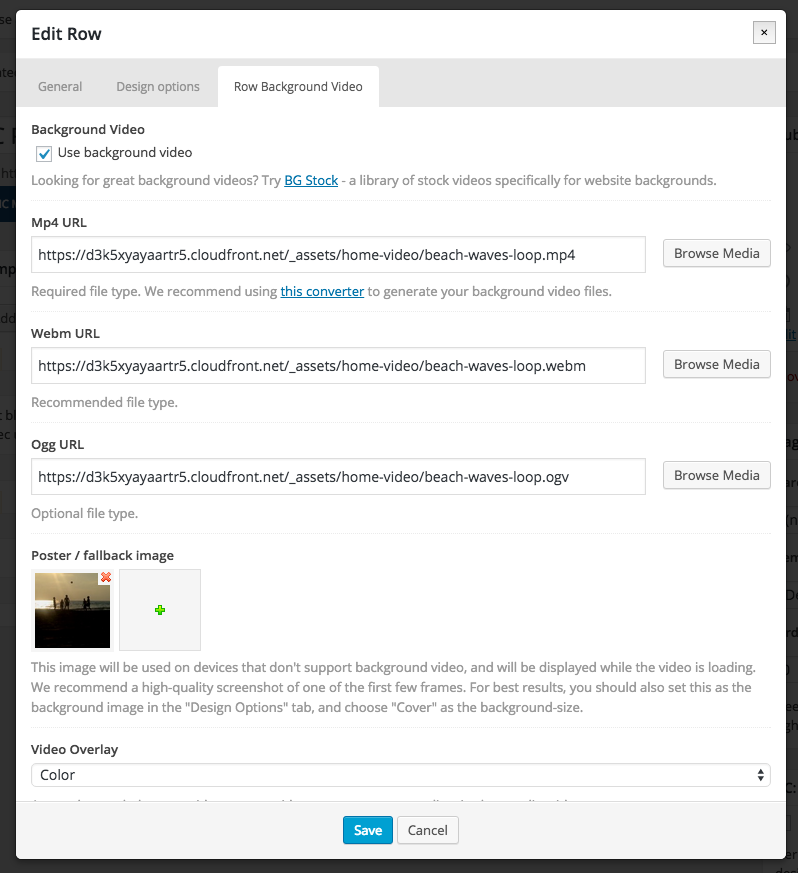 Edit Row
×
General
Design options
Row Background Video
Background Video
Use background video
Looking for great background videos? Try BG Stock - a library of stock videos specifically for website backgrounds.
Mp4 URL
https://d3k5xyayaartr5.cloudfront.net/_assets/home-video/beach-waves-loop.mp4
Browse Media
Required file type. We recommend using this converter to generate your background video files.
Webm URL
https://d3k5xyayaartr5.cloudfront.net/_assets/home-video/beach-waves-loop.webm
Browse Media
Recommended file type.
Ogg URL
https://d3k5xyayaartr5.cloudfront.net/_assets/home-video/beach-waves-loop.ogv
Browse Media
Optional file type.
Poster / fallback image
This image will be used on devices that don't support background video, and will be displayed while the video is loading.
We recommend a high-quality screenshot of one of the first few frames. For best results, you should also set this as the
background image in the "Design Options" tab, and choose "Cover" as the background-size.
Video Overlay
Color
Save
Cancel